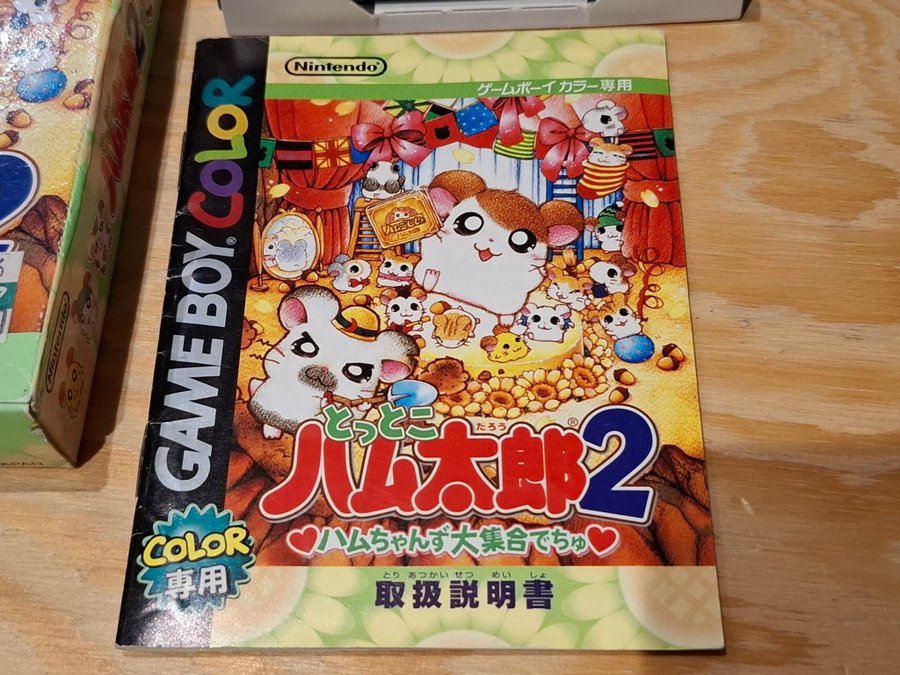 Nintendo®
ゲームボーイカラー専用
GAME BOY® COLOR
とっとこ
たろう
ハム太郎®2
♥ハムちゃんず大集合でちゅ♥
COLOR
専用
とり あつかい せつ めい しょ
取扱説明書
Nintendo
JAPAN
2